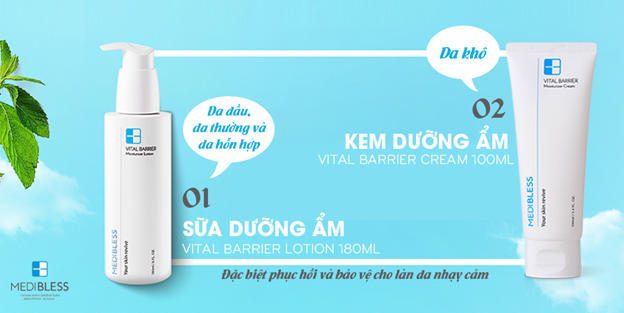 Da khô
02
KEM DƯỠNG ẨM
VITAL BARRIER CREAM 100ML
Da dầu,
da thường và
da hỗn hợp
01
SỮA DƯỠNG ẨM
VITAL BARRIER LOTION 180ML
Đặc biệt phục hồi và bảo vệ cho làn da nhạy cảm
VITAL BARRIER
Moisturizer Lotion
MEDIBLESS
Your skin revive
VITAL BARRIER
Moisturizer Cream
MEDIBLESS
Your skin revive
MEDIBLESS